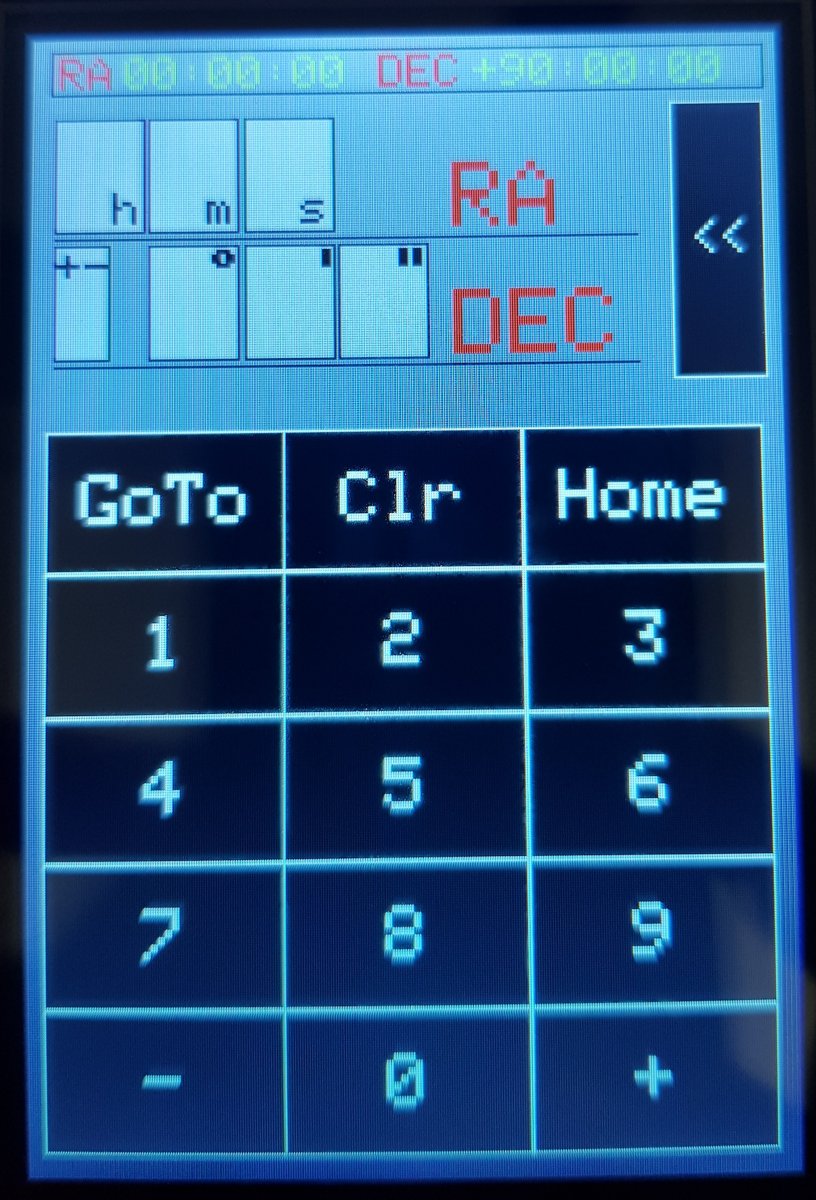 RA 00:00:00 DEC +90:00:00
h m s RA
<<
+- ° ' " DEC
GoTo Clr Home
1 2 3
4 5 6
7 8 9
- 0 +